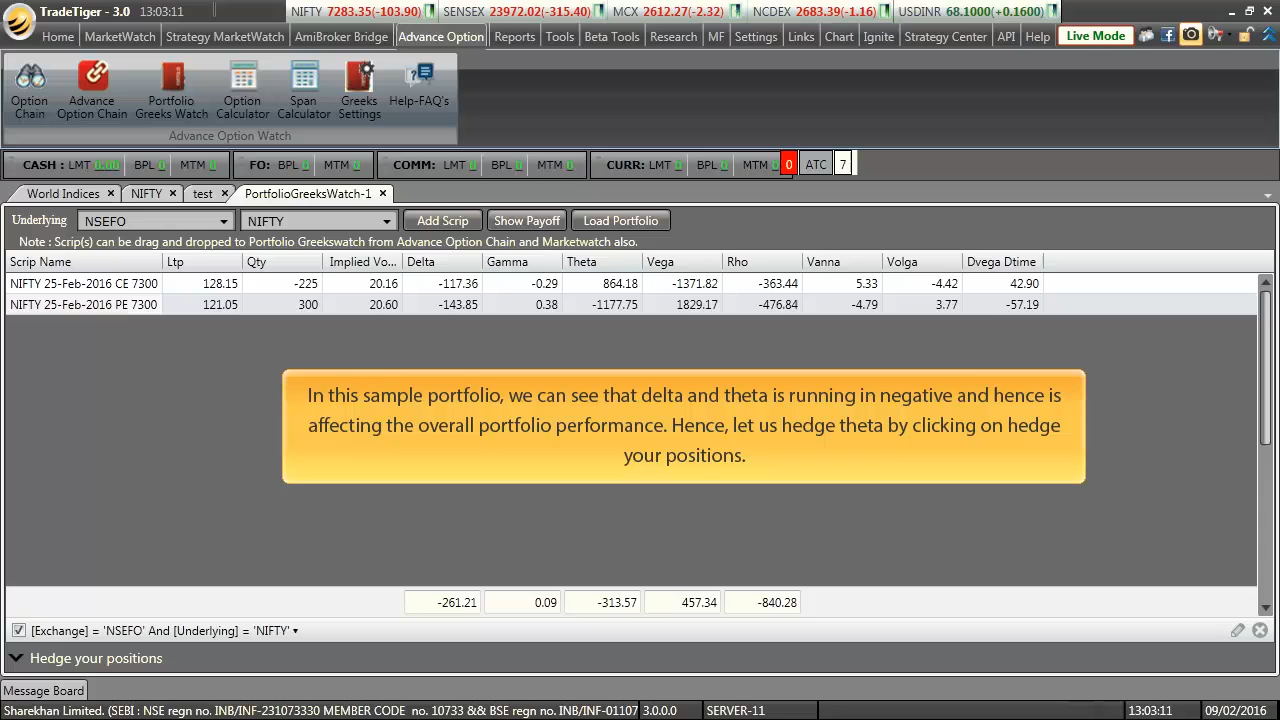 TradeTiger - 3.0 13:03:11 NIFTY 7283.35(-103.90) SENSEX 23972.02(-315.40) MCX 2612.27(-2.32) NCDEX 2683.39(-1.16) USDINR 68.1000(+0.1600)
Home MarketWatch Strategy MarketWatch AmiBroker Bridge Advance Option Reports Tools Beta Tools Research MF Settings Links Chart Ignite Strategy Center API Help Live Mode
Option Chain Advance Option Chain Portfolio Greeks Watch Option Calculator Span Calculator Greeks Settings Help-FAQ's
Advance Option Watch
CASH : LMT 0.00 BPL 0 MTM 0 FO: BPL 0 MTM 0 COMM: LMT 0 BPL 0 MTM 0 CURR: LMT 0 BPL 0 MTM 0 0 ATC 7
World Indices NIFTY test PortfolioGreeksWatch-1
Underlying NSEFO NIFTY Add Scrip Show Payoff Load Portfolio
Note : Scrip(s) can be drag and dropped to Portfolio Greekswatch from Advance Option Chain and Marketwatch also.
Scrip Name Ltp Qty Implied Vo... Delta Gamma Theta Vega Rho Vanna Volga Dvega Dtime
NIFTY 25-Feb-2016 CE 7300 128.15 -225 20.16 -117.36 -0.29 864.18 -1371.82 -363.44 5.33 -4.42 42.90
NIFTY 25-Feb-2016 PE 7300 121.05 300 20.60 -143.85 0.38 -1177.75 1829.17 -476.84 -4.79 3.77 -57.19
In this sample portfolio, we can see that delta and theta is running in negative and hence is
affecting the overall portfolio performance. Hence, let us hedge theta by clicking on hedge
your positions.
-261.21 0.09 -313.57 457.34 -840.28
[Exchange] = 'NSEFO' And [Underlying] = 'NIFTY'
Hedge your positions
Message Board
Sharekhan Limited. (SEBI : NSE regn no. INB/INF-231073330 MEMBER CODE no. 10733 && BSE regn no. INB/INF-01107 3.0.0.0 SERVER-11 13:03:11 09/02/2016